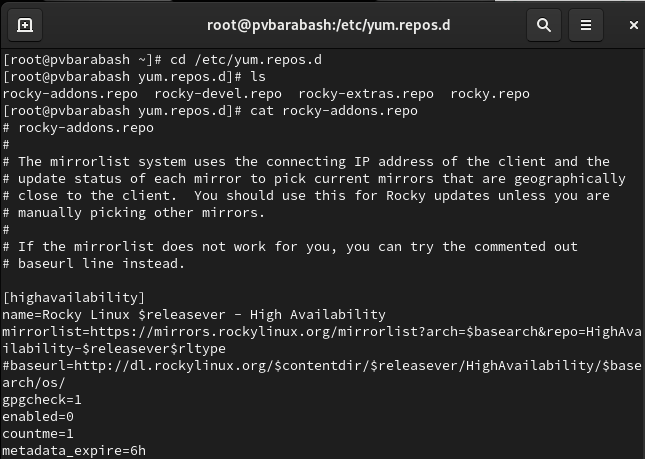 root@pvbarabash:/etc/yum.repos.d
[root@pvbarabash ~]# cd /etc/yum.repos.d
[root@pvbarabash yum.repos.d]# ls
rocky-addons.repo  rocky-devel.repo  rocky-extras.repo  rocky.repo
[root@pvbarabash yum.repos.d]# cat rocky-addons.repo
# rocky-addons.repo
#
# The mirrorlist system uses the connecting IP address of the client and the
# update status of each mirror to pick current mirrors that are geographically
# close to the client.  You should use this for Rocky updates unless you are
# manually picking other mirrors.
#
# If the mirrorlist does not work for you, you can try the commented out
# baseurl line instead.

[highavailability]
name=Rocky Linux $releasever - High Availability
mirrorlist=https://mirrors.rockylinux.org/mirrorlist?arch=$basearch&repo=HighAva
ilability-$releasever$rltype
#baseurl=http://dl.rockylinux.org/$contentdir/$releasever/HighAvailability/$base
arch/os/
gpgcheck=1
enabled=0
countme=1
metadata_expire=6h